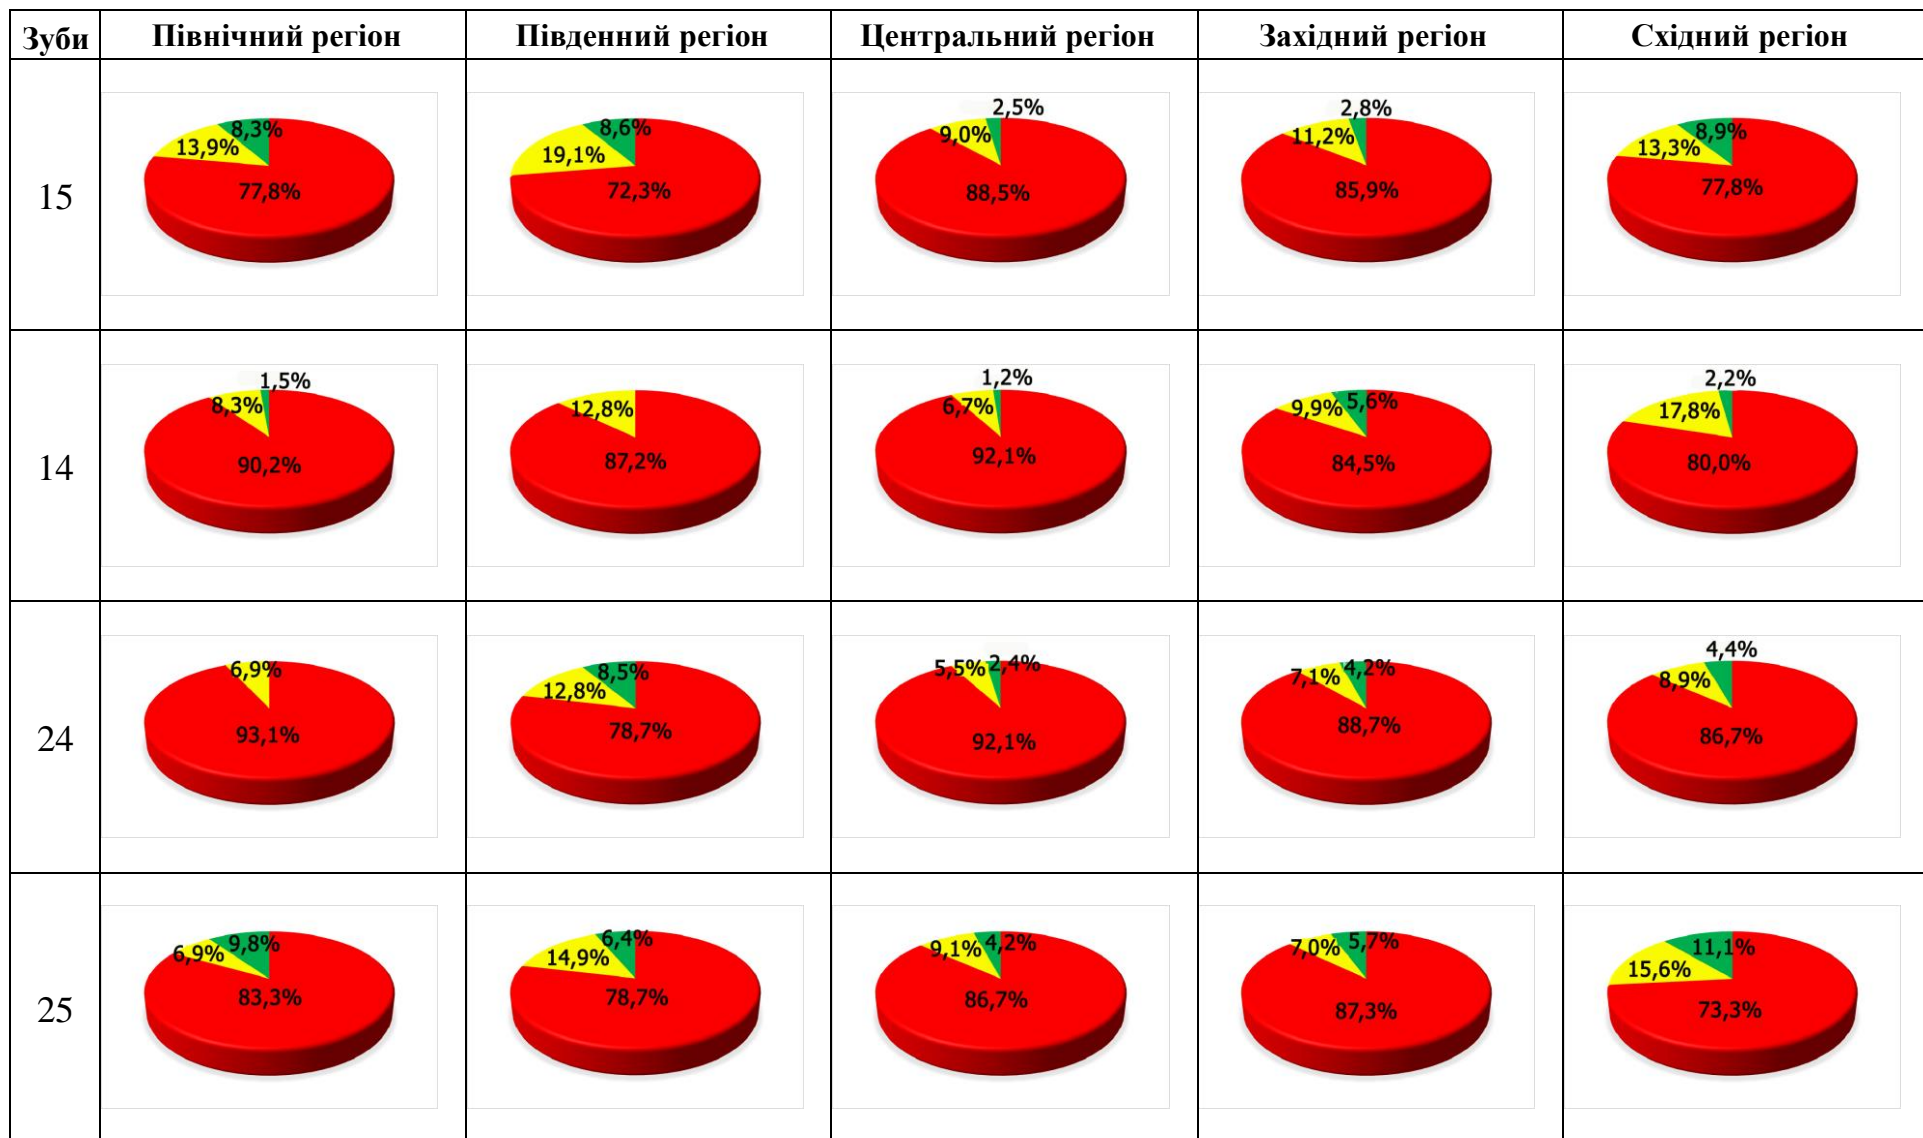 Зуби Північний регіон Південний регіон Центральний регіон Західний регіон Східний регіон
15
8,3% 13,9% 77,8%
8,6% 19,1% 72,3%
2,5% 9,0% 88,5%
2,8% 11,2% 85,9%
8,9% 13,3% 77,8%
14
1,5% 8,3% 90,2%
12,8% 87,2%
1,2% 6,7% 92,1%
9,9% 5,6% 84,5%
2,2% 17,8% 80,0%
24
6,9% 93,1%
8,5% 12,8% 78,7%
5,5% 2,4% 92,1%
7,1% 4,2% 88,7%
4,4% 8,9% 86,7%
25
6,9% 9,8% 83,3%
6,4% 14,9% 78,7%
9,1% 4,2% 86,7%
7,0% 5,7% 87,3%
11,1% 15,6% 73,3%